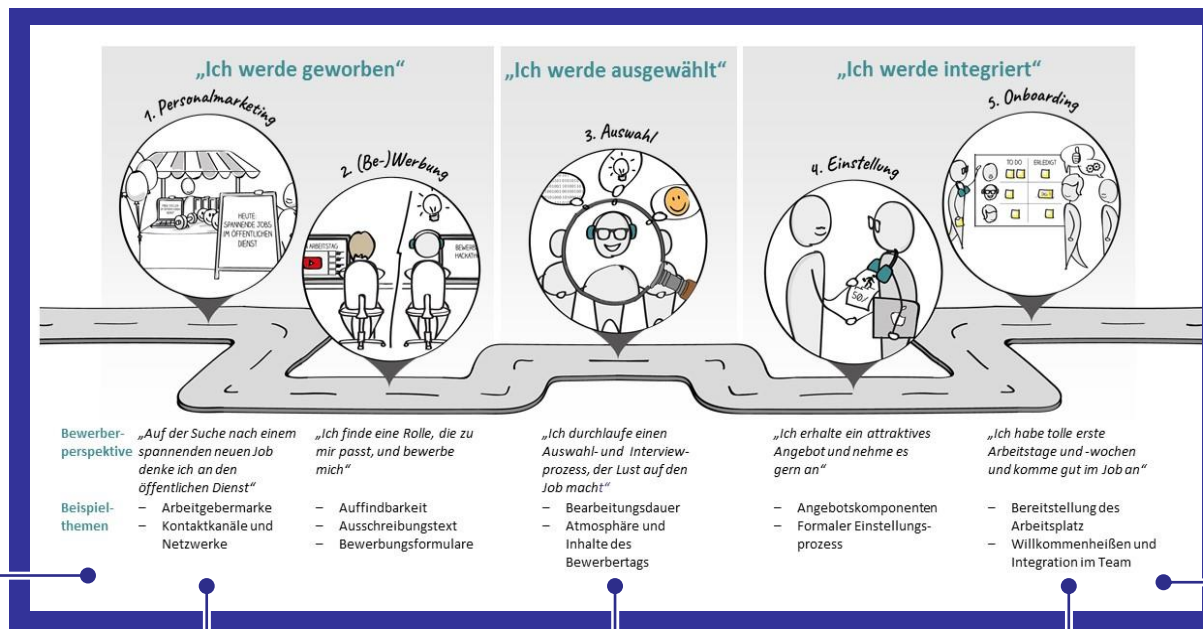 „Ich werde geworben“
„Ich werde ausgewählt“
„Ich werde integriert“
1. Personalmarketing
2. (Be-)Werbung
3. Auswahl
4. Einstellung
5. Onboarding
HEUTE:
SPANNENDE JOBS
IM ÖFFENTLICHEN
DIENST
ARBEITSTAG
BEWERB
HACKATH
TO DO
ERLEDIGT
Bewerber-
perspektive
„Auf der Suche nach einem
spannenden neuen Job
denke ich an den
öffentlichen Dienst“
„Ich finde eine Rolle, die zu
mir passt, und bewerbe
mich“
„Ich durchlaufe einen
Auswahl- und Interview-
prozess, der Lust auf den
Job macht“
„Ich erhalte ein attraktives
Angebot und nehme es
gern an“
„Ich habe tolle erste
Arbeitstage und -wochen
und komme gut im Job an“
Beispiel-
themen
– Arbeitgebermarke
– Kontaktkanäle und
Netzwerke
– Auffindbarkeit
– Ausschreibungstext
– Bewerbungsformulare
– Bearbeitungsdauer
– Atmosphäre und
Inhalte des
Bewerbertags
– Angebotskomponenten
– Formaler Einstellungs-
prozess
– Bereitstellung des
Arbeitsplatz
– Willkommenheißen und
Integration im Team